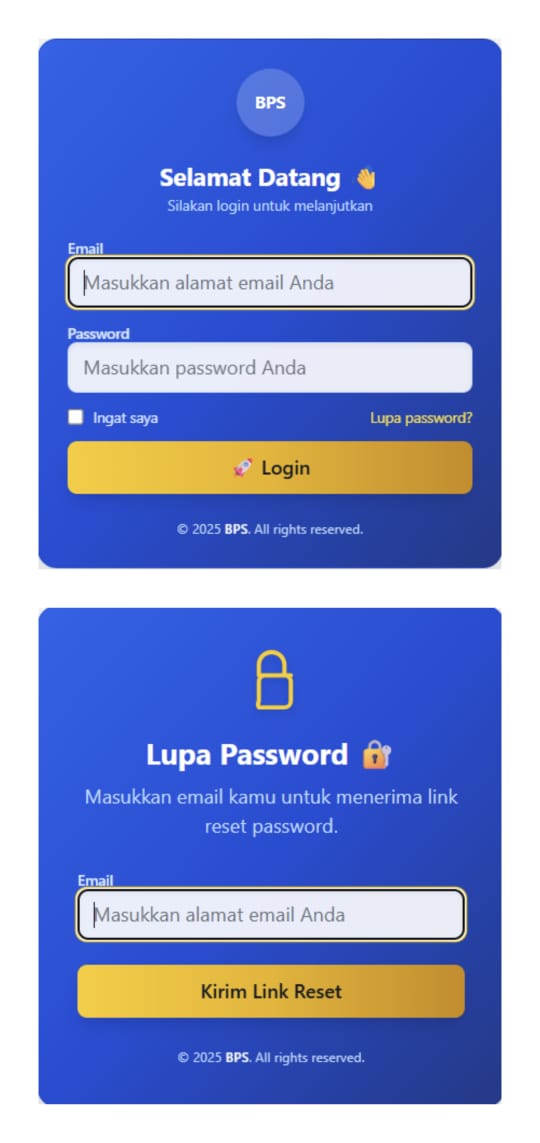 BPS
Selamat Datang 👋
Silakan login untuk melanjutkan
Email
Masukkan alamat email Anda
Password
Masukkan password Anda
Ingat saya
Lupa password?
🚀 Login
© 2025 BPS. All rights reserved.
Lupa Password 🔐
Masukkan email kamu untuk menerima link
reset password.
Email
Masukkan alamat email Anda
Kirim Link Reset
© 2025 BPS. All rights reserved.